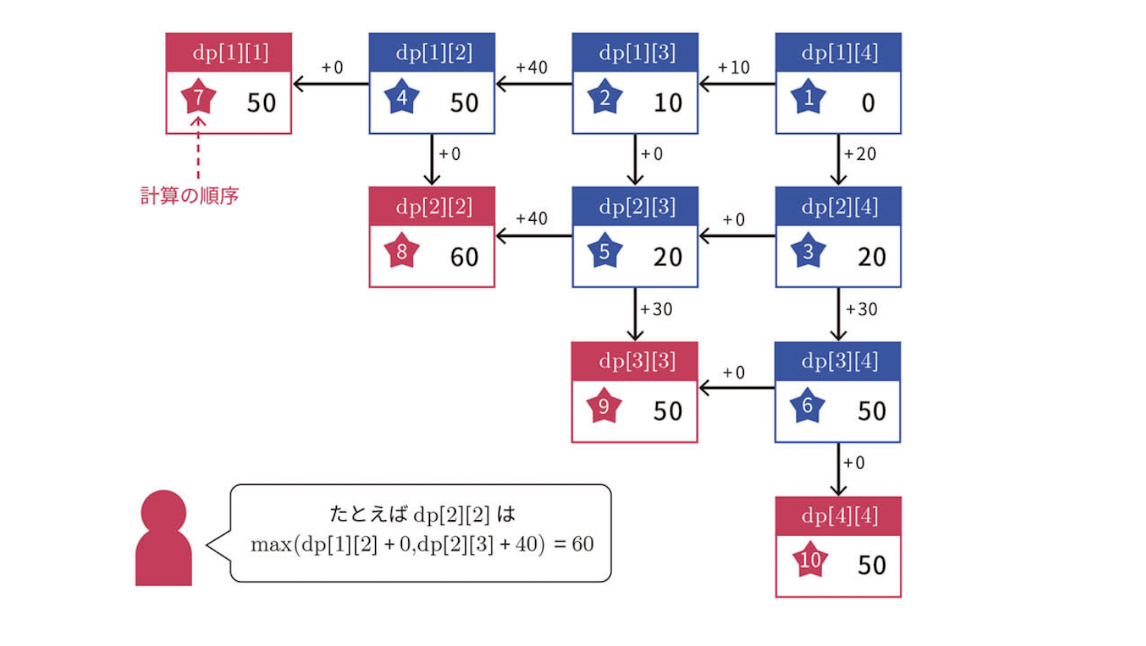 dp[1][1]
7 50
+0
dp[1][2]
4 50
+40
dp[1][3]
2 10
+10
dp[1][4]
1 0
計算の順序
+0
+0
+20
dp[2][2]
8 60
+40
dp[2][3]
5 20
+0
dp[2][4]
3 20
+30
+30
dp[3][3]
9 50
+0
dp[3][4]
6 50
+0
dp[4][4]
10 50
たとえば dp[2][2] は
max(dp[1][2] + 0,dp[2][3] + 40) = 60